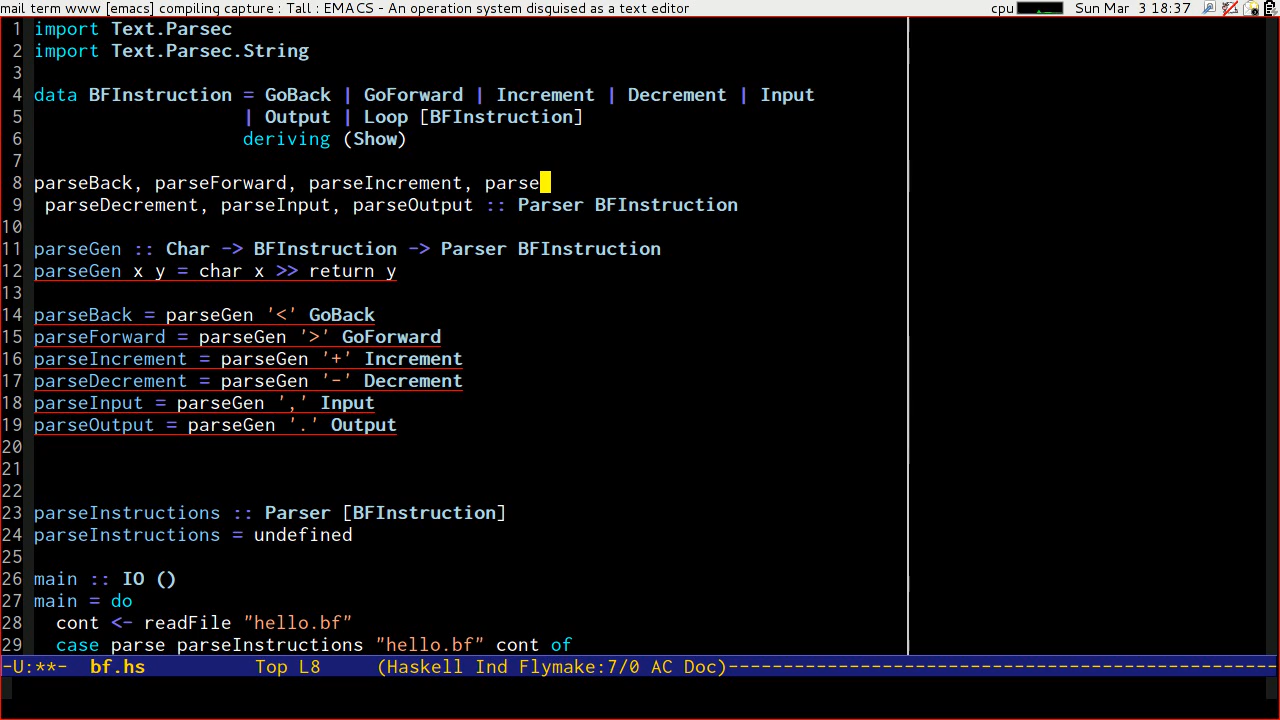 mail term www [emacs] compiling capture : Tall : EMACS - An operation system disguised as a text editor cpu Sun Mar 3 18:37
1 import Text.Parsec
2 import Text.Parsec.String
3
4 data BFInstruction = GoBack | GoForward | Increment | Decrement | Input
5                    | Output | Loop [BFInstruction]
6                    deriving (Show)
7
8 parseBack, parseForward, parseIncrement, parse
9  parseDecrement, parseInput, parseOutput :: Parser BFInstruction
10
11 parseGen :: Char -> BFInstruction -> Parser BFInstruction
12 parseGen x y = char x >> return y
13
14 parseBack = parseGen '<' GoBack
15 parseForward = parseGen '>' GoForward
16 parseIncrement = parseGen '+' Increment
17 parseDecrement = parseGen '-' Decrement
18 parseInput = parseGen ',' Input
19 parseOutput = parseGen '.' Output
20
21
22
23 parseInstructions :: Parser [BFInstruction]
24 parseInstructions = undefined
25
26 main :: IO ()
27 main = do
28   cont <- readFile "hello.bf"
29   case parse parseInstructions "hello.bf" cont of
-U:**-  bf.hs          Top L8     (Haskell Ind Flymake:7/0 AC Doc)--------------------------------------------------